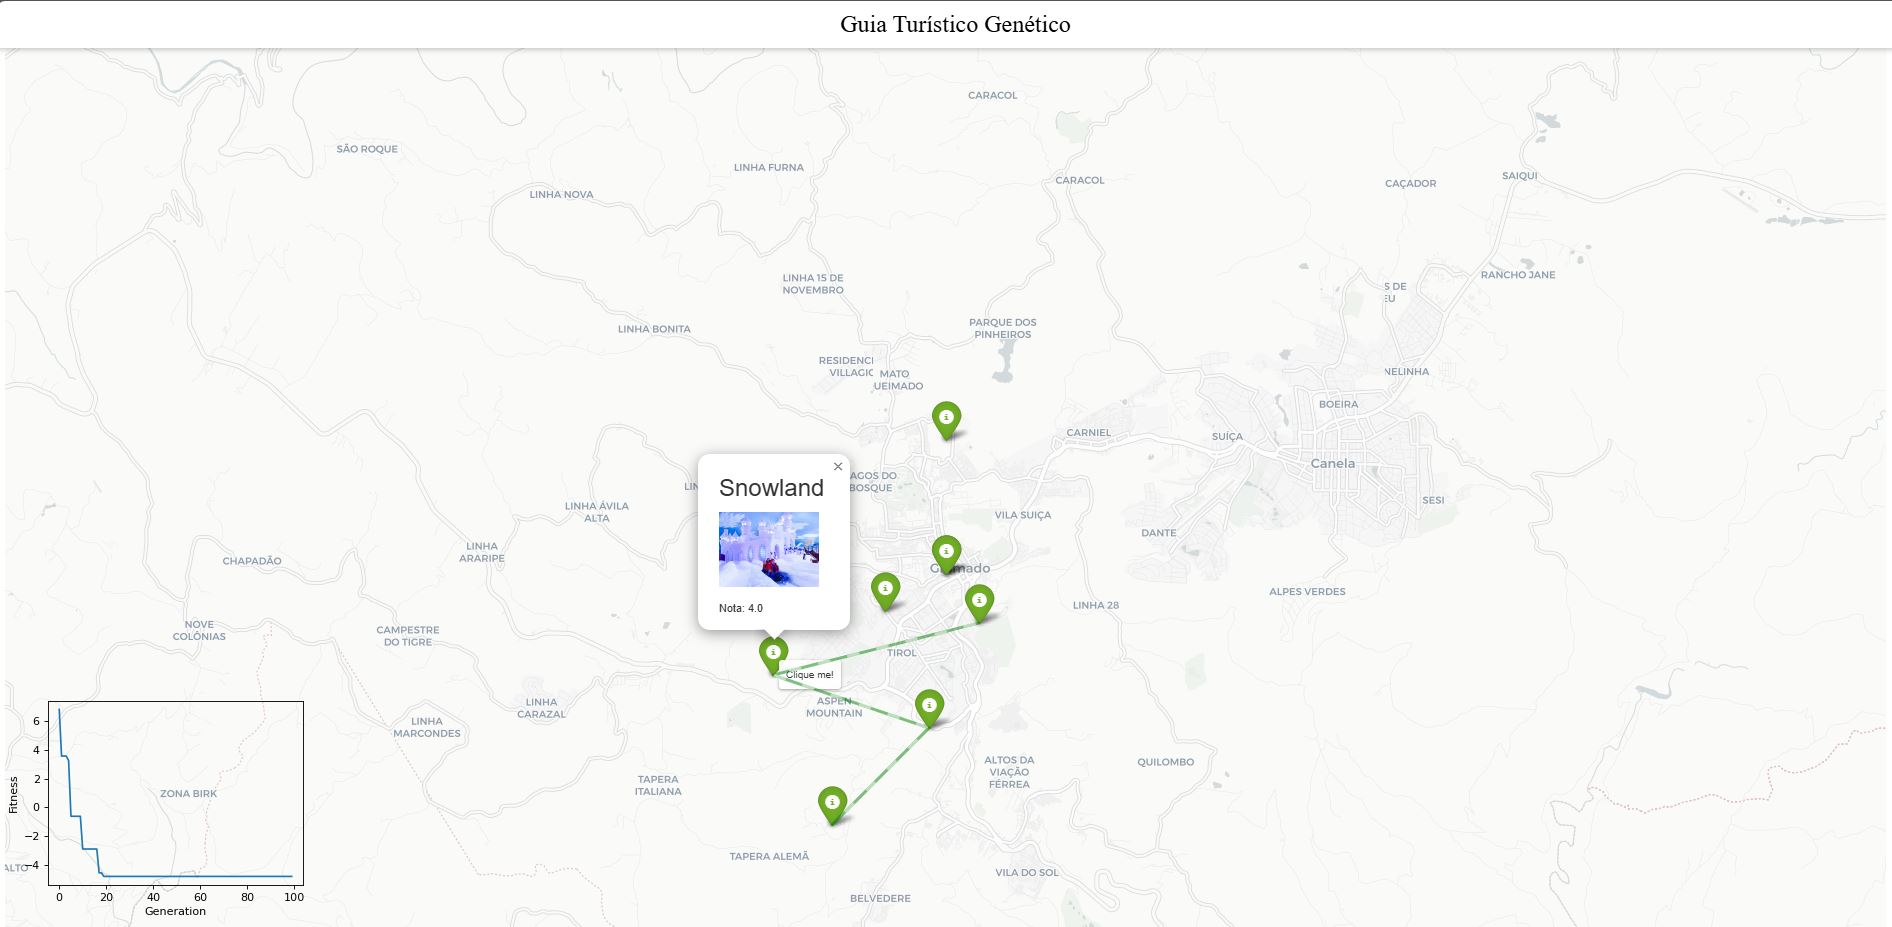 Guia Turístico Genético
CARACOL
SÃO ROQUE
LINHA FURNA
CARACOL
SAIQUI
CAÇADOR
LINHA NOVA
RANCHO JANE
LINHA 15 DE
NOVEMBRO
S DE
EU
PARQUE DOS
PINHEIROS
LINHA BONITA
RESIDENCI
VILLAGIO
MATO
UEIMADO
NELINHA
BOEIRA
CARNIEL
SUÍÇA
Canela
AGOS DO
BOSQUE
LIN
Snowland
Nota: 4.0
SESI
LINHA ÁVILA
ALTA
VILA SUIÇA
DANTE
LINHA
ARARIPE
CHAPADÃO
Gramado
ALPES VERDES
LINHA 28
NOVE
COLÔNIAS
CAMPESTRE
DO TIGRE
TIROL
Clique me!
ASPEN
MOUNTAIN
LINHA
CARAZAL
LINHA
MARCONDES
ALTOS DA
VIAÇÃO
FÉRREA
QUILOMBO
TAPERA
ITALIANA
ZONA BIRK
TAPERA ALEMÃ
VILA DO SOL
BELVEDERE
ALTO
6
4
2
0
−2
−4
Fitness
0 20 40 60 80 100
Generation